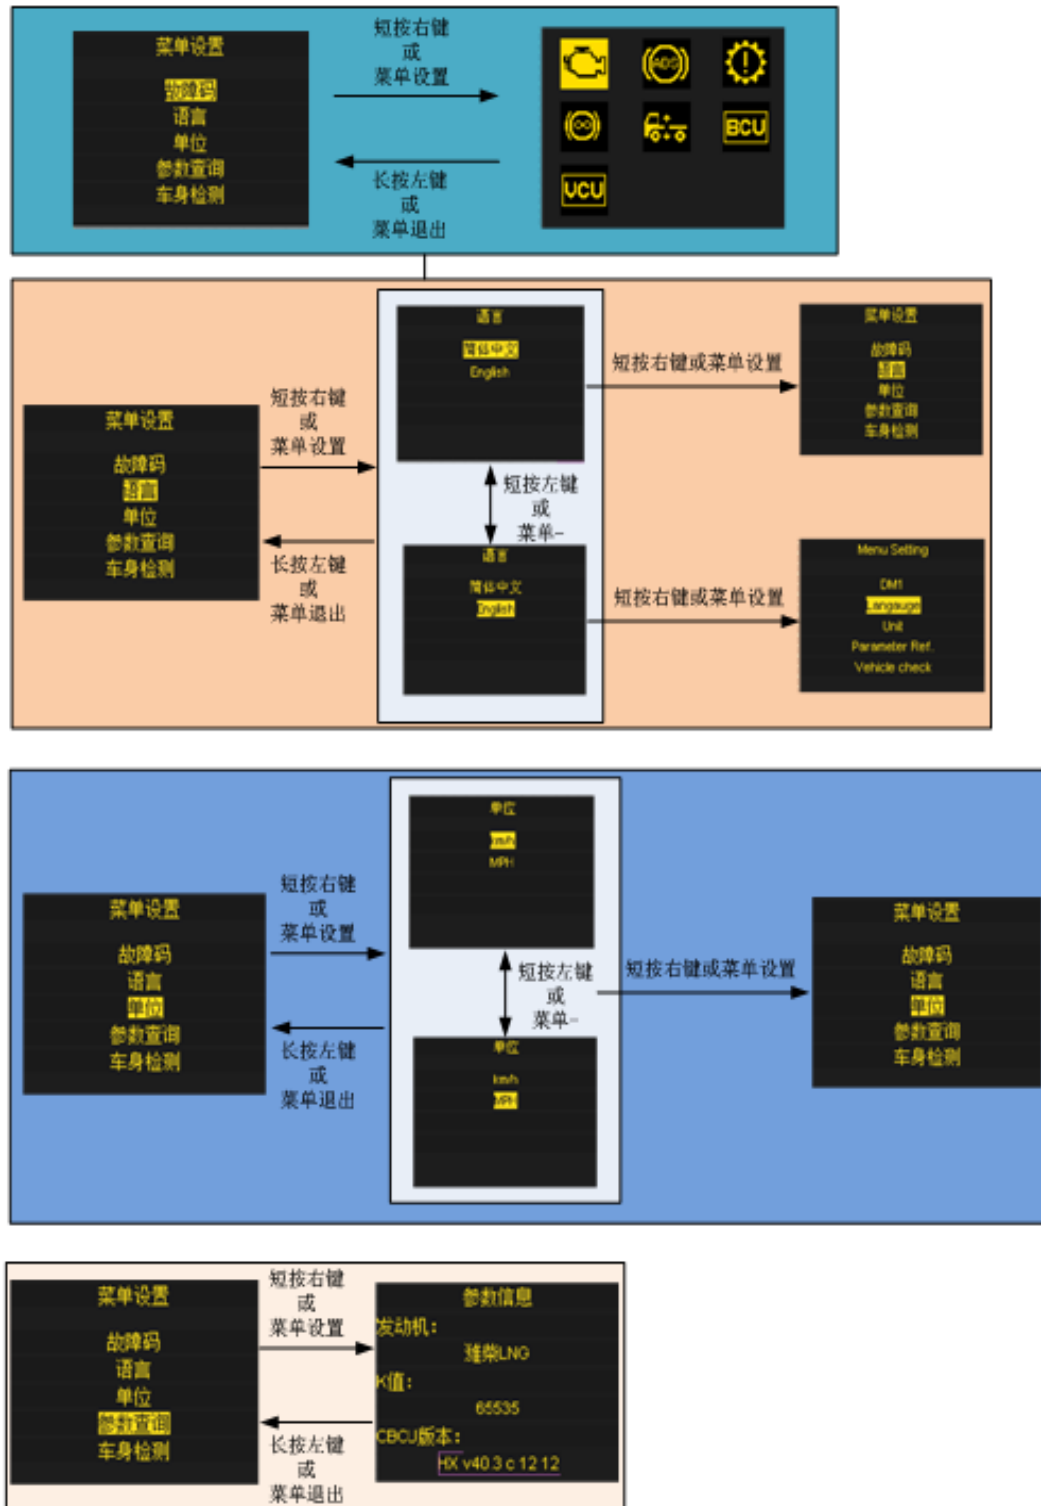 菜单设置
故障码
语言
单位
参数查询
车身检测
短按右键
或
菜单设置
长按左键
或
菜单退出
ABS
BCU
VCU
菜单设置
故障码
语言
单位
参数查询
车身检测
短按右键
或
菜单设置
长按左键
或
菜单退出
语言
简体中文
English
短按左键
或
菜单-
语言
简体中文
English
短按右键或菜单设置
菜单设置
故障码
语言
单位
参数查询
车身检测
短按右键或菜单设置
Menu Setting
DM1
Langauge
Unit
Parameter Ref.
Vehicle check
菜单设置
故障码
语言
单位
参数查询
车身检测
短按右键
或
菜单设置
长按左键
或
菜单退出
单位
km/h
MPH
短按左键
或
菜单-
单位
km/h
MPH
短按右键或菜单设置
菜单设置
故障码
语言
单位
参数查询
车身检测
菜单设置
故障码
语言
单位
参数查询
车身检测
短按右键
或
菜单设置
长按左键
或
菜单退出
参数信息
发动机：
潍柴LNG
K值：
65535
CBCU版本：
HX v40.3 c 12 12